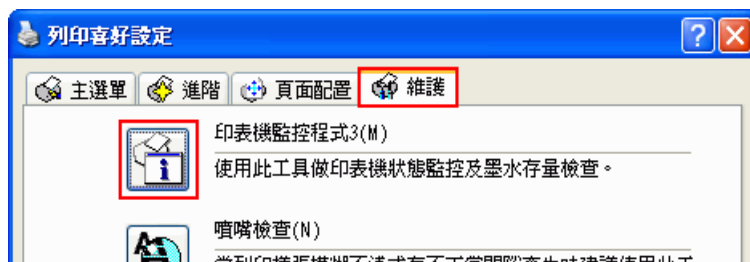 列印喜好設定
主選單 進階 頁面配置 維護
印表機監控程式3(M)
使用此工具做印表機狀態監控及墨水存量檢查。
噴嘴檢查(N)